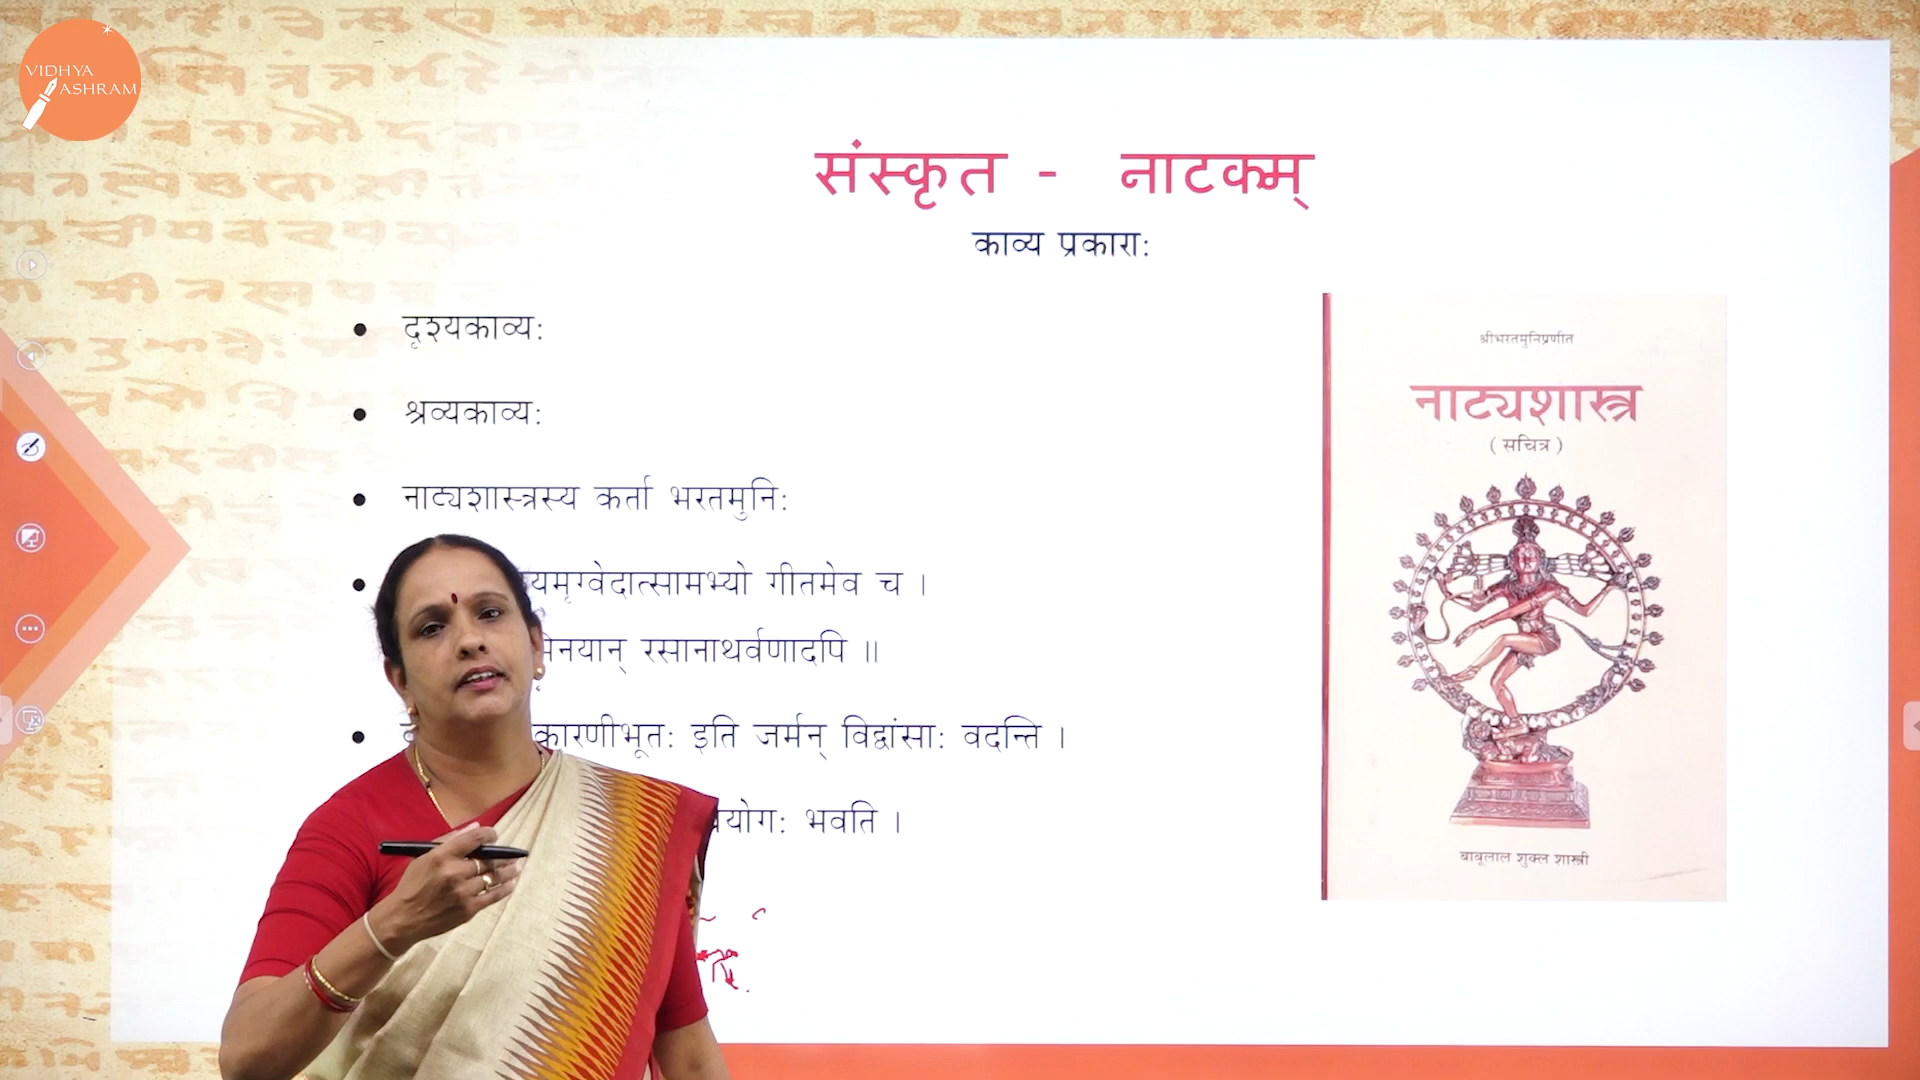 VIDHYA
ASHRAM
संस्कृत - नाटकम्
काव्य प्रकाराः
• दृश्यकाव्यः
• श्रव्यकाव्यः
• नाट्यशास्त्रस्य कर्ता भरतमुनिः
यमृग्वेदात्सामभ्यो गीतमेव च ।
िनयान् रसानाथर्वणादपि ॥
कारणीभूतः इति जर्मन् विद्वांसाः वदन्ति ।
योगः भवति ।
श्रीभरतमुनिप्रणीत
नाट्यशास्त्र
( सचित्र )
बाबूलाल शुक्ल शास्त्री